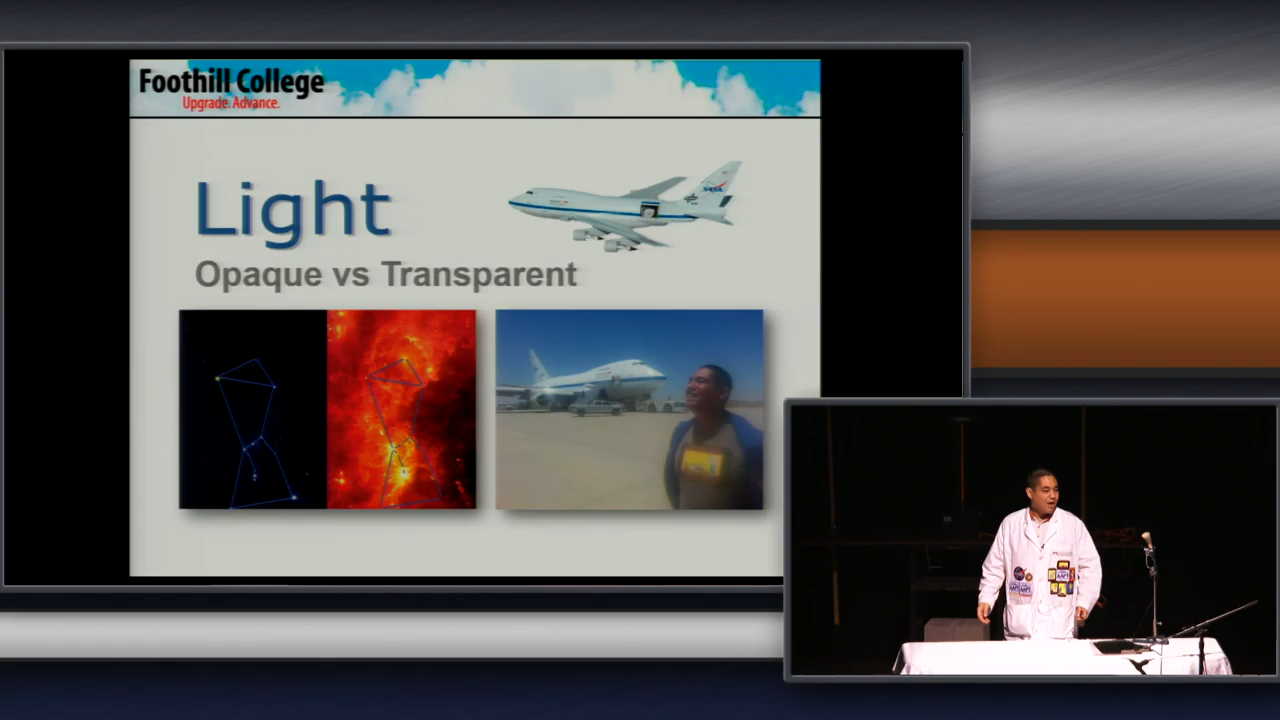 Foothill College
Upgrade. Advance.
Light
NASA
Opaque vs Transparent